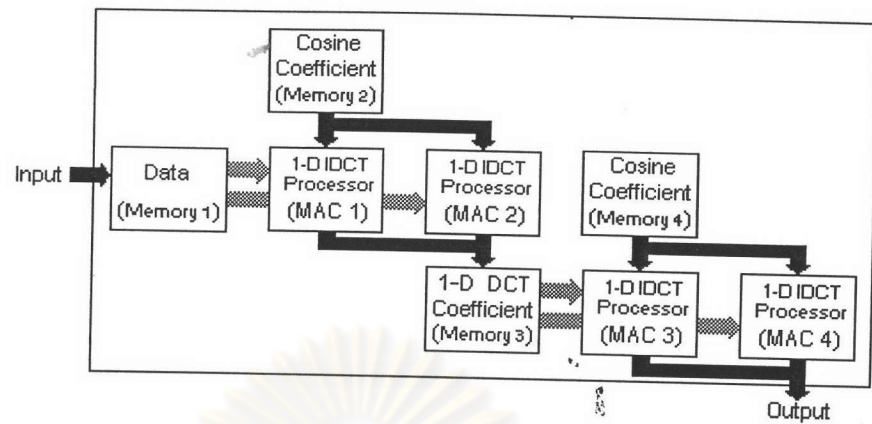 Cosine
Coefficient
(Memory 2)
Input
Data
(Memory 1)
1-D IDCT
Processor
(MAC 1)
1-D IDCT
Processor
(MAC 2)
Cosine
Coefficient
(Memory 4)
1-D DCT
Coefficient
(Memory 3)
1-D IDCT
Processor
(MAC 3)
1-D IDCT
Processor
(MAC 4)
Output